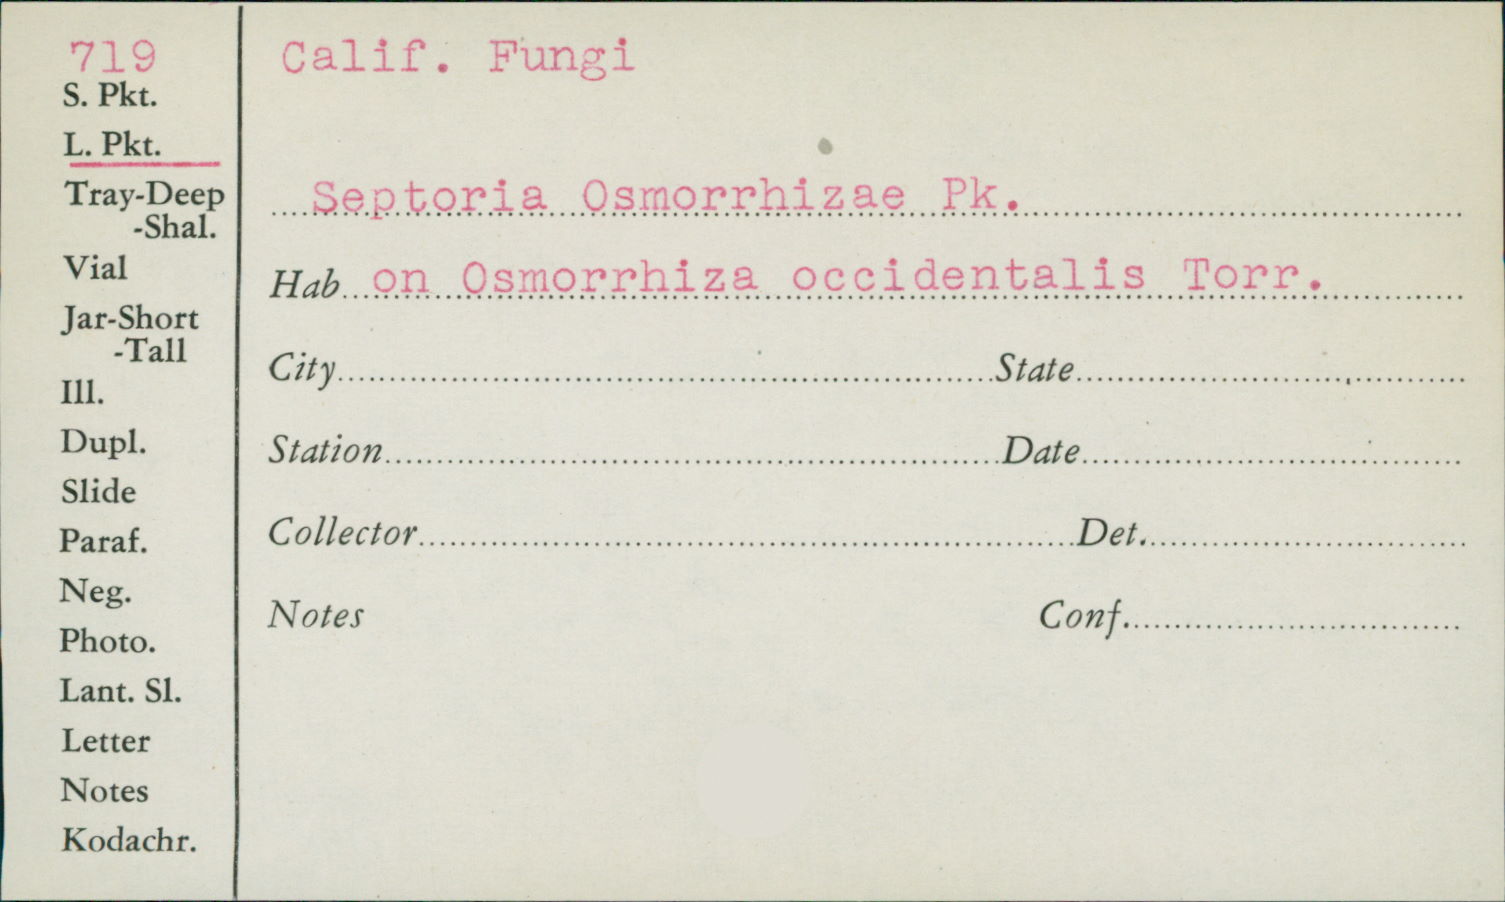 719
S. Pkt.
L. Pkt.
Tray-Deep
-Shal.
Vial
Jar-Short
-Tall
Ill.
Dupl.
Slide
Paraf.
Neg.
Photo.
Lant. Sl.
Letter
Notes
Kodachr.
Calif. Fungi
Septoria Osmorrhizae Pk.
Hab on Osmorrhiza occidentalis Torr.
City State
Station Date
Collector Det.
Notes Conf.